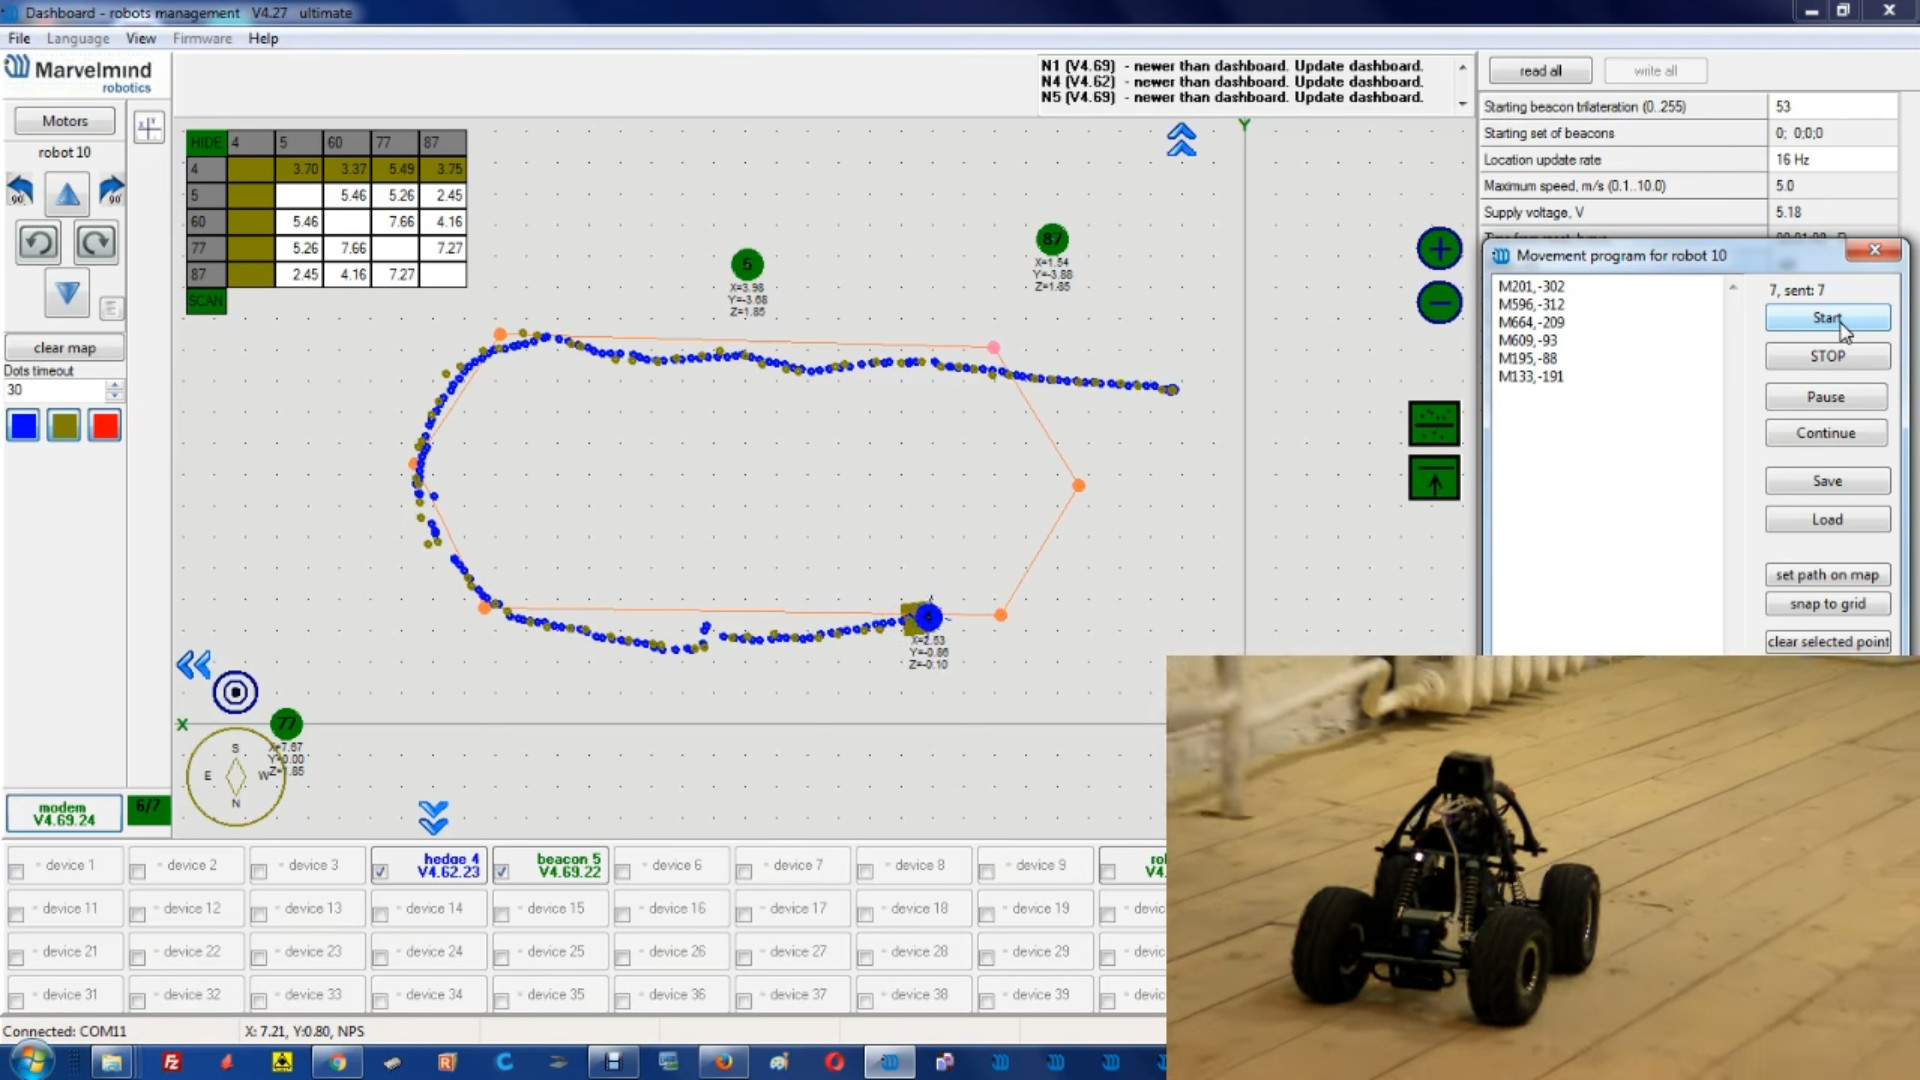 Dashboard - robots management V4.27 ultimate
File Language View Firmware Help
Marvelmind
robotics
N1 (V4.69) - newer than dashboard. Update dashboard.
N4 (V4.62) - newer than dashboard. Update dashboard.
N5 (V4.69) - newer than dashboard. Update dashboard.
read all
write all
Starting beacon trilateration (0..255) 53
Starting set of beacons 0; 0;0;0
Location update rate 16 Hz
Maximum speed, m/s (0.1..10.0) 5.0
Supply voltage, V 5.18
Motors
robot 10
90
90
clear map
Dots timeout
30
HIDE 4 5 60 77 87
4 3.70 3.37 5.49 3.75
5 5.46 5.26 2.45
60 5.46 7.66 4.16
77 5.26 7.66 7.27
87 2.45 4.16 7.27
SCAN
Y
5
X=3.98
Y=-3.68
Z=1.85
87
X=1.54
Y=-3.88
Z=1.85
X=2.53
Y=-0.86
Z=-0.10
X
77
X=7.67
Y=0.00
Z=1.85
S
E W
N
Movement program for robot 10
M201,-302
M596,-312
M664,-209
M609,-93
M195,-88
M133,-191
7, sent: 7
Start
STOP
Pause
Continue
Save
Load
set path on map
snap to grid
clear selected point
modem
V4.69.24
6/7
device 1 device 2 device 3 hedge 4 V4.62.23 beacon 5 V4.69.22 device 6 device 7 device 8 device 9
device 11 device 12 device 13 device 14 device 15 device 16 device 17 device 18 device 19
device 21 device 22 device 23 device 24 device 25 device 26 device 27 device 28 device 29
device 31 device 32 device 33 device 34 device 35 device 36 device 37 device 38 device 39
Connected: COM11 X: 7.21, Y:0.80, NPS